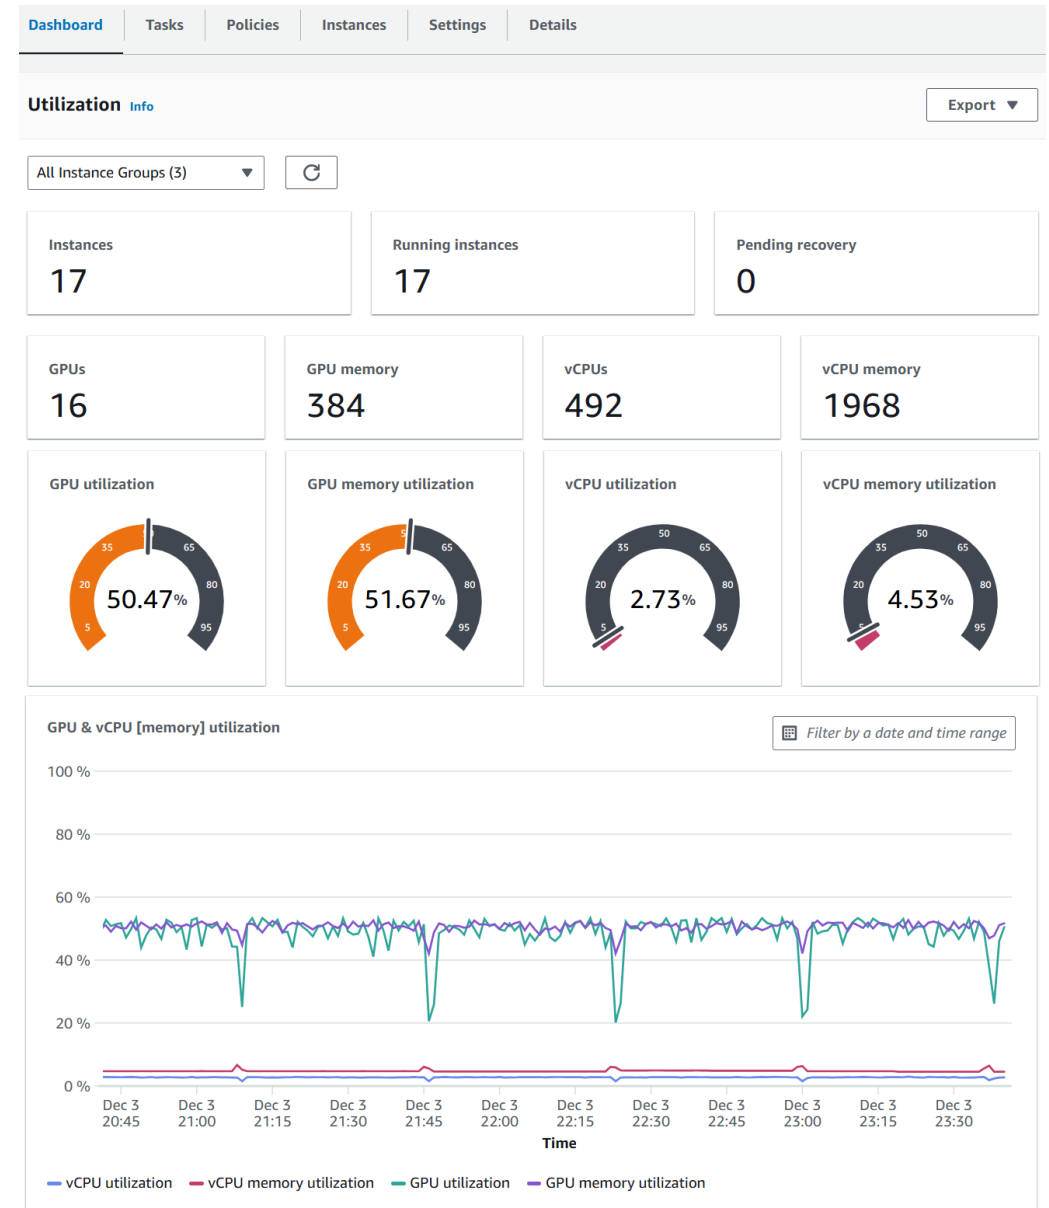 Dashboard Tasks Policies Instances Settings Details
Utilization Info
Export
All Instance Groups (3)
Instances
17
Running instances
17
Pending recovery
0
GPUs
16
GPU memory
384
vCPUs
492
vCPU memory
1968
GPU utilization
5 20 35 65 80 95
50.47%
GPU memory utilization
5 20 35 5 65 80 95
51.67%
vCPU utilization
5 20 35 50 65 80 95
2.73%
vCPU memory utilization
5 20 35 50 65 80 95
4.53%
GPU & vCPU [memory] utilization
Filter by a date and time range
100 %
80 %
60 %
40 %
20 %
0 %
Dec 3 Dec 3 Dec 3 Dec 3 Dec 3 Dec 3 Dec 3 Dec 3 Dec 3 Dec 3 Dec 3 Dec 3
20:45 21:00 21:15 21:30 21:45 22:00 22:15 22:30 22:45 23:00 23:15 23:30
Time
vCPU utilization vCPU memory utilization GPU utilization GPU memory utilization